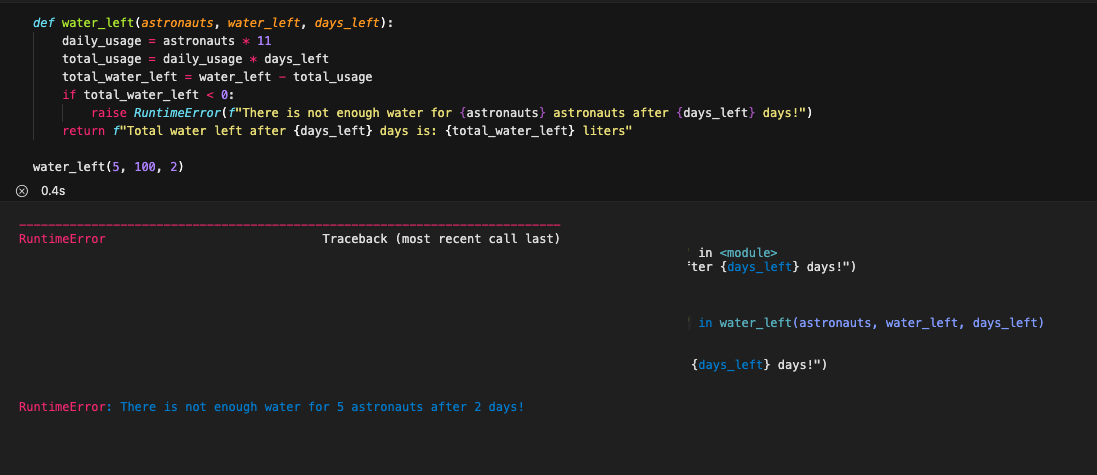 def water_left(astronauts, water_left, days_left):
    daily_usage = astronauts * 11
    total_usage = daily_usage * days_left
    total_water_left = water_left - total_usage
    if total_water_left < 0:
        raise RuntimeError(f"There is not enough water for {astronauts} astronauts after {days_left} days!")
    return f"Total water left after {days_left} days is: {total_water_left} liters"

water_left(5, 100, 2)
0.4s
---------------------------------------------------------------------------
RuntimeError                              Traceback (most recent call last)
in <module>
ter {days_left} days!")
in water_left(astronauts, water_left, days_left)
{days_left} days!")
RuntimeError: There is not enough water for 5 astronauts after 2 days!